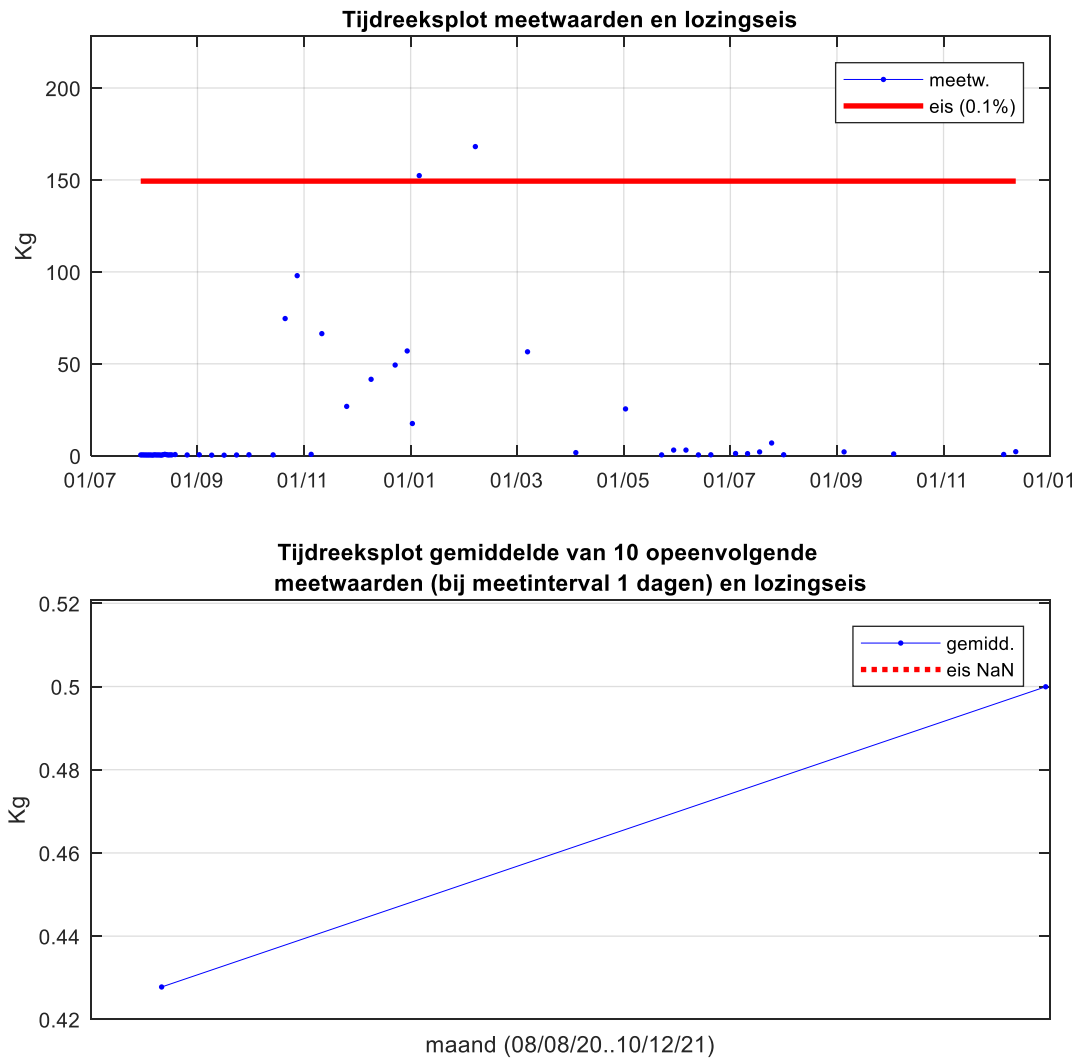 Tijdreeksplot meetwaarden en lozingseis
meetw.
eis (0.1%)
Kg
200
150
100
50
0
01/07 01/09 01/11 01/01 01/03 01/05 01/07 01/09 01/11 01/01
Tijdreeksplot gemiddelde van 10 opeenvolgende
meetwaarden (bij meetinterval 1 dagen) en lozingseis
gemidd.
eis NaN
Kg
0.52
0.5
0.48
0.46
0.44
0.42
maand (08/08/20..10/12/21)